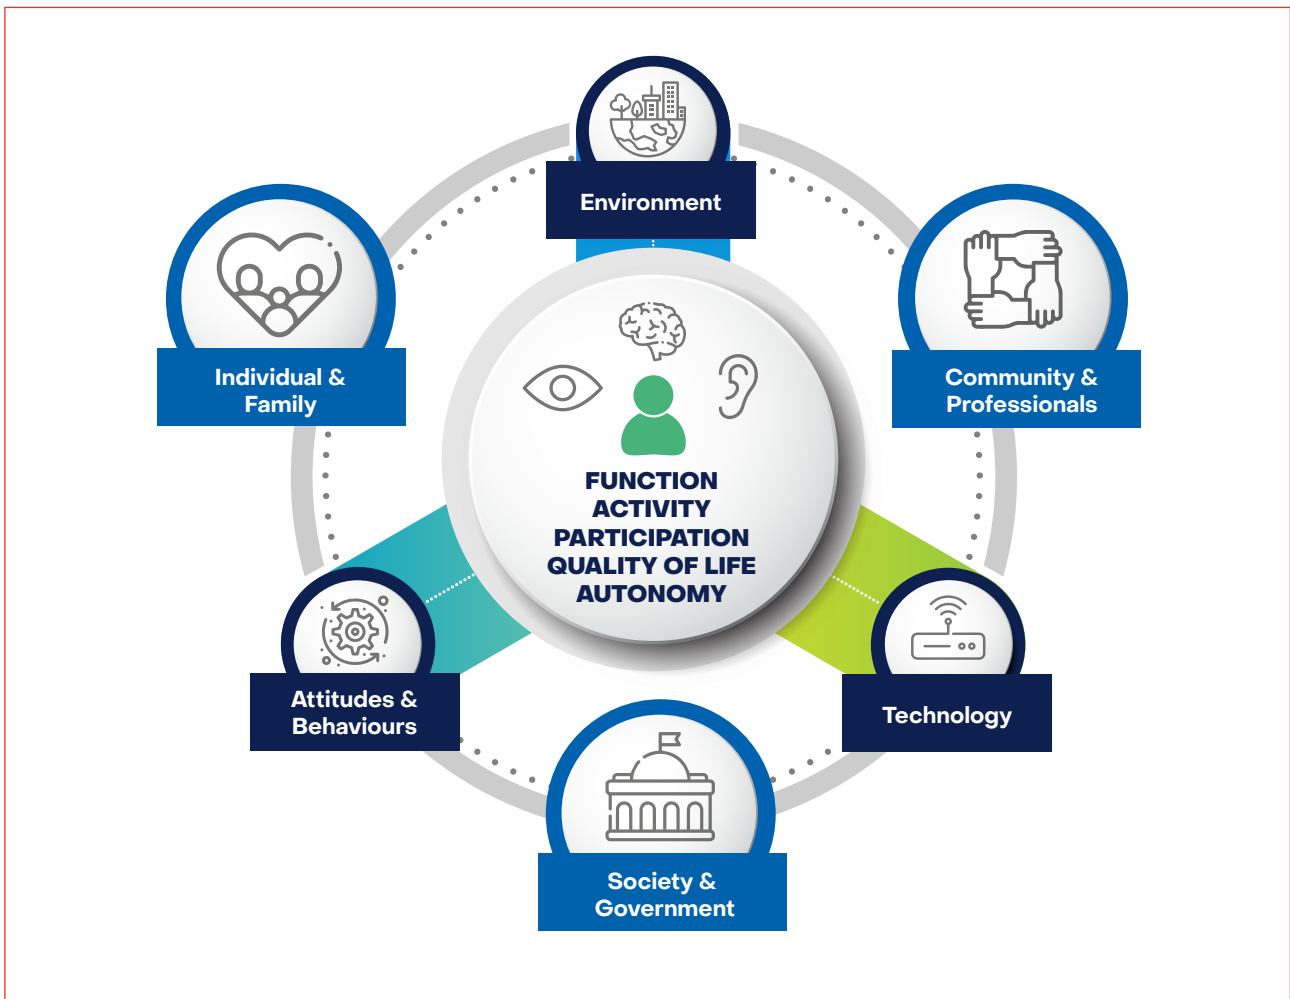 Environment
Individual &
Family
Community &
Professionals
FUNCTION
ACTIVITY
PARTICIPATION
QUALITY OF LIFE
AUTONOMY
Attitudes &
Behaviours
Technology
Society &
Government